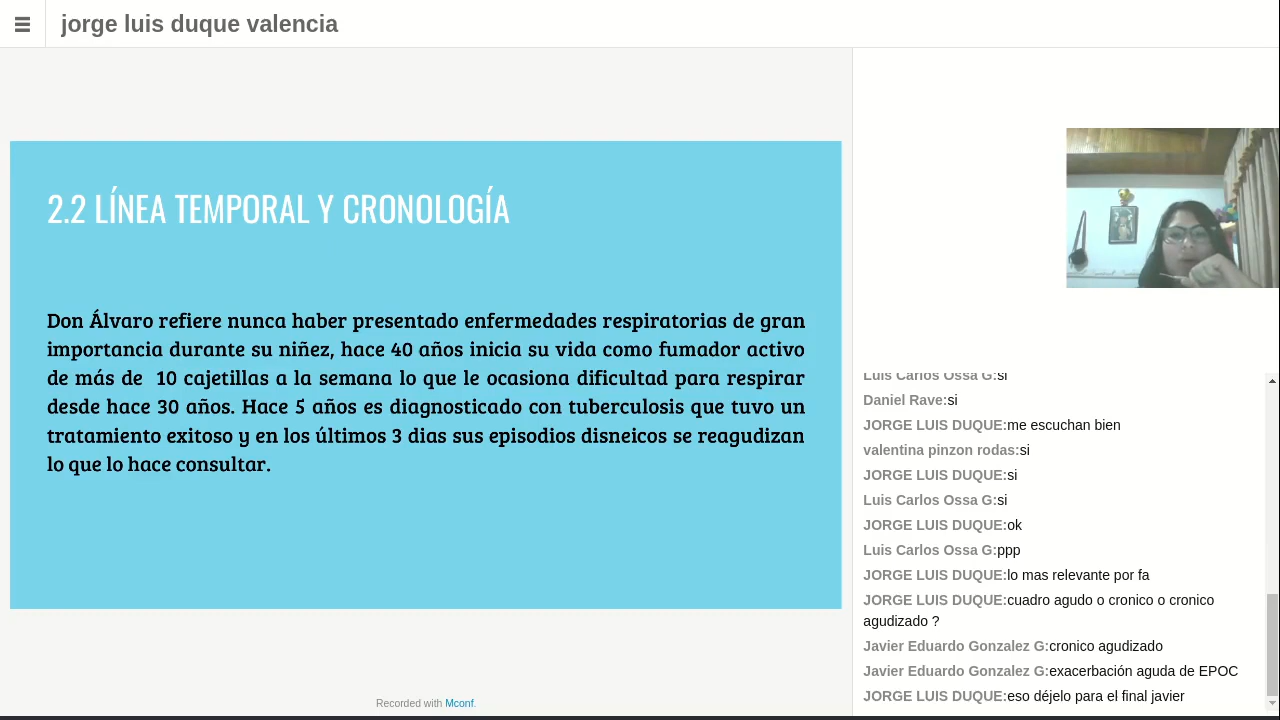 jorge luis duque valencia
2.2 LÍNEA TEMPORAL Y CRONOLOGÍA
Don Álvaro refiere nunca haber presentado enfermedades respiratorias de gran
importancia durante su niñez, hace 40 años inicia su vida como fumador activo
de más de 10 cajetillas a la semana lo que le ocasiona dificultad para respirar
desde hace 30 años. Hace 5 años es diagnosticado con tuberculosis que tuvo un
tratamiento exitoso y en los últimos 3 dias sus episodios disneicos se reagudizan
lo que lo hace consultar.
Recorded with Mconf.
Luis Carlos Ossa G:si
Daniel Rave:si
JORGE LUIS DUQUE:me escuchan bien
valentina pinzon rodas:si
JORGE LUIS DUQUE:si
Luis Carlos Ossa G:si
JORGE LUIS DUQUE:ok
Luis Carlos Ossa G:ppp
JORGE LUIS DUQUE:lo mas relevante por fa
JORGE LUIS DUQUE:cuadro agudo o cronico o cronico
agudizado ?
Javier Eduardo Gonzalez G:cronico agudizado
Javier Eduardo Gonzalez G:exacerbación aguda de EPOC
JORGE LUIS DUQUE:eso déjelo para el final javier